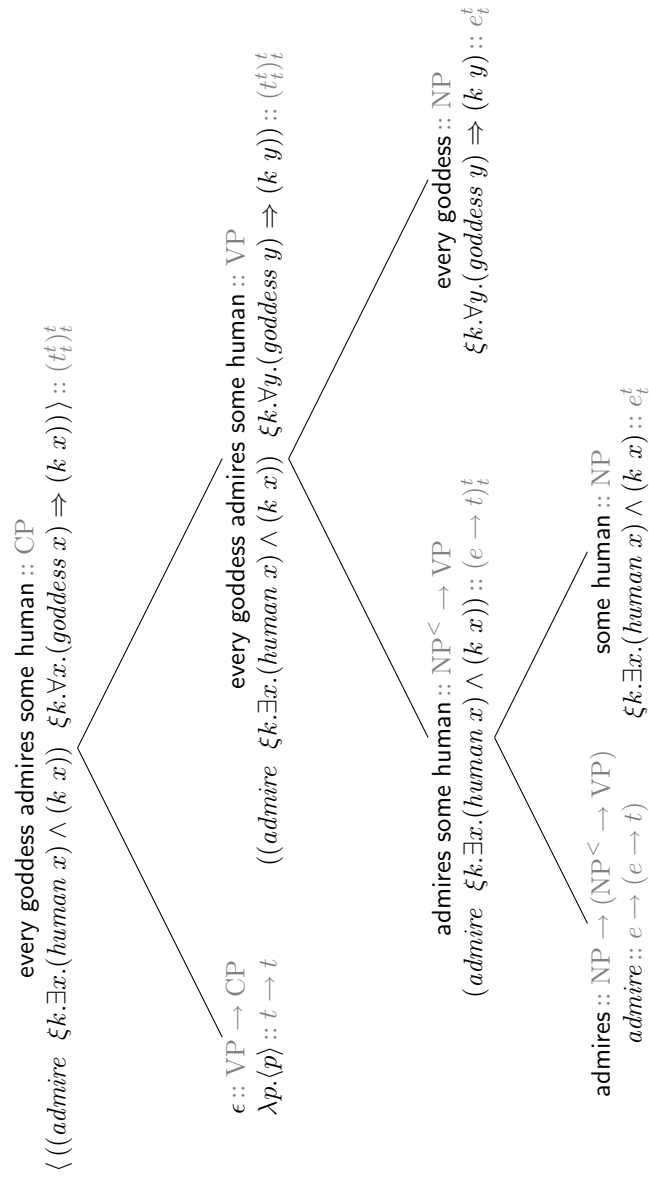 every goddess admires some human :: CP
⟨ ((admire ξk.∃x.(human x) ∧ (k x)) ξk.∀x.(goddess x) ⇒ (k x)) ⟩ :: (t_t^t)_t^t
ϵ :: VP → CP
λp.⟨p⟩ :: t → t
every goddess admires some human :: VP
((admire ξk.∃x.(human x) ∧ (k x)) ξk.∀y.(goddess y) ⇒ (k y)) :: (t_t^t)_t^t
admires some human :: NP^< → VP
(admire ξk.∃x.(human x) ∧ (k x)) :: (e → t)_t^t
every goddess :: NP
ξk.∀y.(goddess y) ⇒ (k y) :: e_t^t
admires :: NP → (NP^< → VP)
admire :: e → (e → t)
some human :: NP
ξk.∃x.(human x) ∧ (k x) :: e_t^t